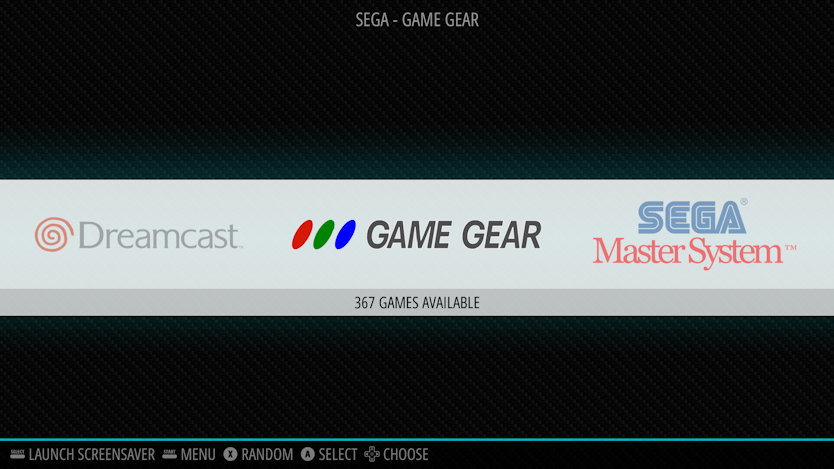 SEGA - GAME GEAR
Dreamcast™
GAME GEAR
SEGA®
Master System™
367 GAMES AVAILABLE
SELECT LAUNCH SCREENSAVER START MENU X RANDOM A SELECT CHOOSE